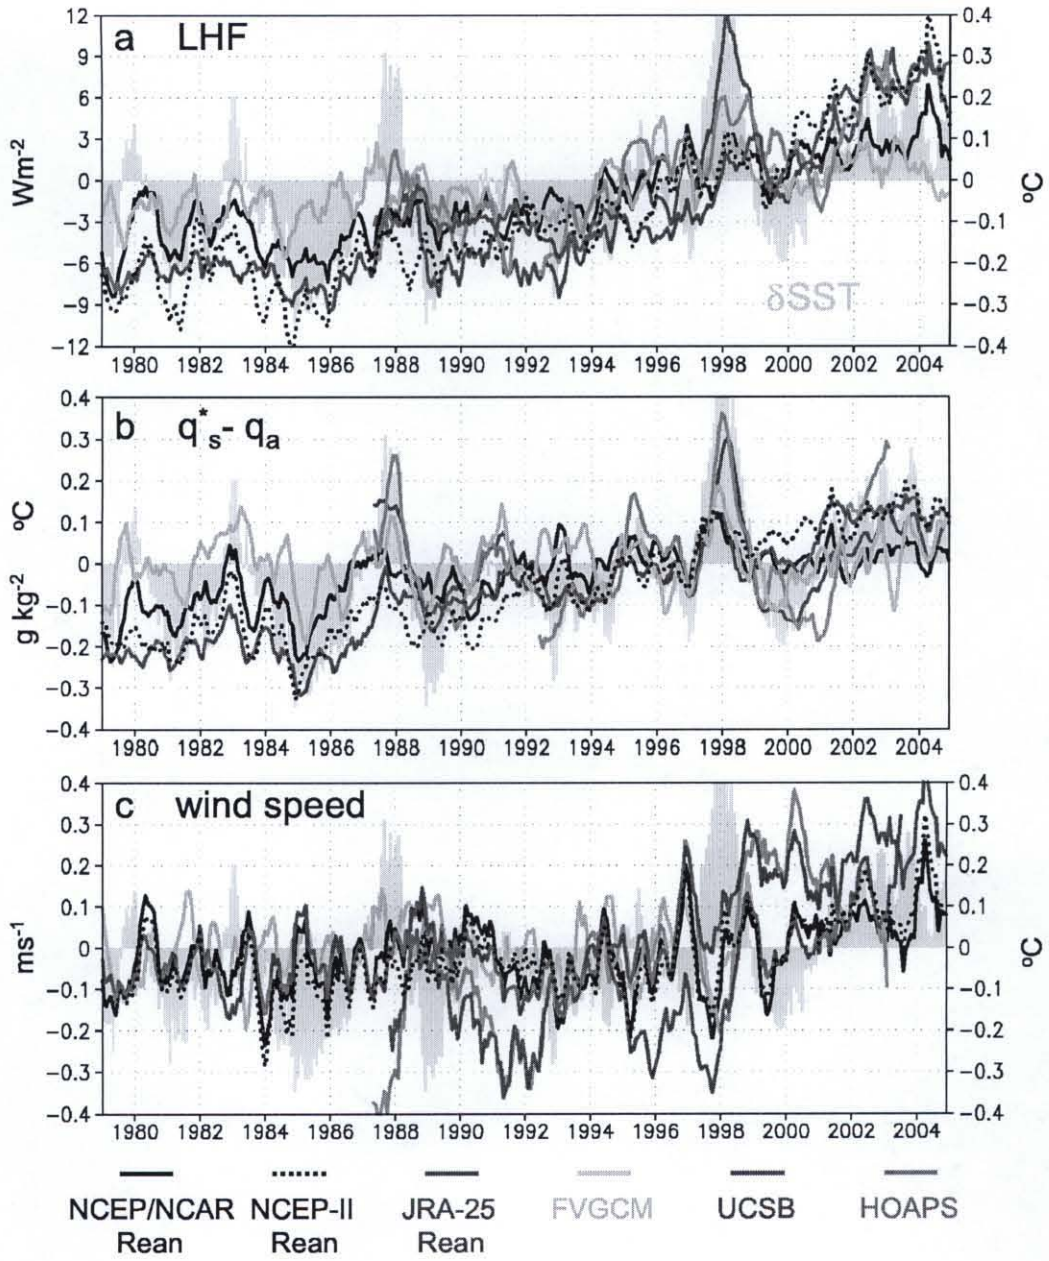 a LHF
12 0.4
9 0.3
6 0.2
3 0.1
0 0
-3 -0.1
-6 -0.2
-9 -0.3
-12 -0.4
Wm-2
ºC
δSST
1980 1982 1984 1986 1988 1990 1992 1994 1996 1998 2000 2002 2004
b q*s- qa
0.4
0.3
0.2
0.1
0
-0.1
-0.2
-0.3
-0.4
g kg-2 ºC
1980 1982 1984 1986 1988 1990 1992 1994 1996 1998 2000 2002 2004
c wind speed
0.4 0.4
0.3 0.3
0.2 0.2
0.1 0.1
0 0
-0.1 -0.1
-0.2 -0.2
-0.3 -0.3
-0.4 -0.4
ms-1
ºC
1980 1982 1984 1986 1988 1990 1992 1994 1996 1998 2000 2002 2004
NCEP/NCAR NCEP-II JRA-25 FVGCM UCSB HOAPS
Rean Rean Rean